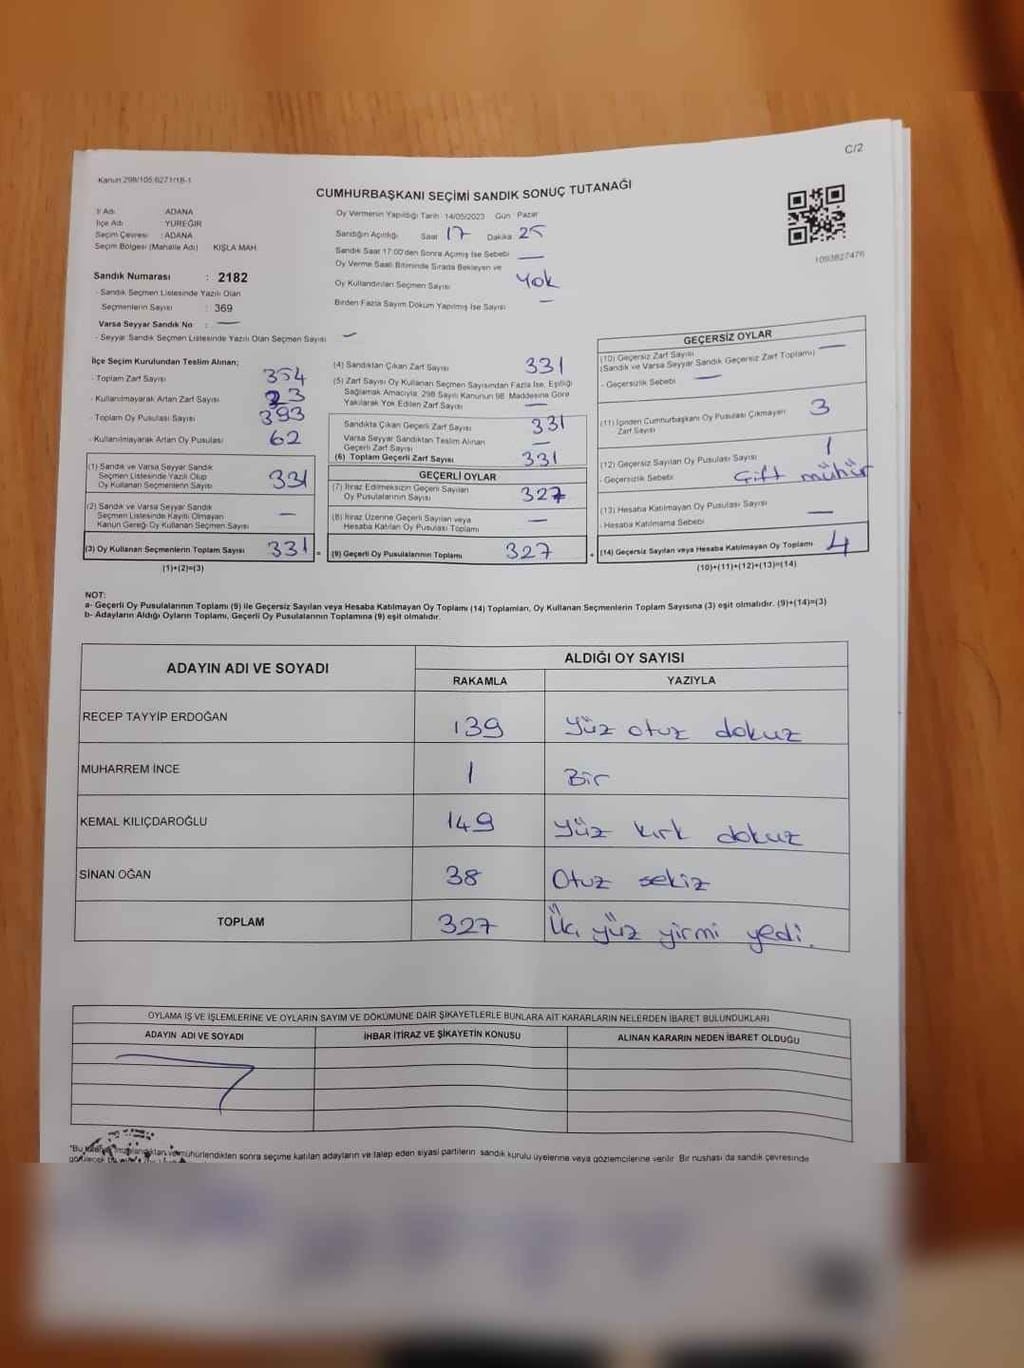 C/2
Kanun 298/105.6271/18-1
CUMHURBAŞKANI SEÇİMİ SANDIK SONUÇ TUTANAĞI
İl Adı : ADANA
İlçe Adı : YÜREĞİR
Seçim Çevresi : ADANA
Seçim Bölgesi (Mahalle Adı) KIŞLA MAH.
Sandık Numarası : 2182
- Sandık Seçmen Listesinde Yazılı Olan
Seçmenlerin Sayısı : 369
Varsa Seyyar Sandık No : —
- Seyyar Sandık Seçmen Listesinde Yazılı Olan Seçmen Sayısı —
Oy Vermenin Yapıldığı Tarih 14/05/2023 Gün Pazar
Sandığın Açıldığı Saat 17 Dakika 25
Sandık Saat 17:00'den Sonra Açılmış İse Sebebi —
Oy Verme Saati Bitiminde Sırada Bekleyen ve
Oy Kullandırılan Seçmen Sayısı Yok
Birden Fazla Sayım Döküm Yapılmış İse Sayısı —
1093827476
İlçe Seçim Kurulundan Teslim Alınan;
- Toplam Zarf Sayısı 354
- Kullanılmayarak Artan Zarf Sayısı 23
- Toplam Oy Pusulası Sayısı 393
- Kullanılmayarak Artan Oy Pusulası 62
(1) Sandık ve Varsa Seyyar Sandık
Seçmen Listesinde Yazılı Olup
Oy Kullanan Seçmenlerin Sayısı 331
(2) Sandık ve Varsa Seyyar Sandık
Seçmen Listesinde Kayıtlı Olmayan
Kanun Gereği Oy Kullanan Seçmen Sayısı —
(3) Oy Kullanan Seçmenlerin Toplam Sayısı 331 =
(1)+(2)=(3)
(4) Sandıktan Çıkan Zarf Sayısı 331
(5) Zarf Sayısı Oy Kullanan Seçmen Sayısından Fazla İse, Eşitliği
Sağlamak Amacıyla, 298 Sayılı Kanunun 98. Maddesine Göre
Yakılarak Yok Edilen Zarf Sayısı —
Sandıkta Çıkan Geçerli Zarf Sayısı 331
Varsa Seyyar Sandıktan Teslim Alınan
Geçerli Zarf Sayısı —
(6) Toplam Geçerli Zarf Sayısı 331
GEÇERLİ OYLAR
(7) İtiraz Edilmeksizin Geçerli Sayılan
Oy Pusulalarının Sayısı 327
(8) İtiraz Üzerine Geçerli Sayılan veya
Hesaba Katılan Oy Pusulası Toplamı —
(9) Geçerli Oy Pusulalarının Toplamı 327 +
GEÇERSİZ OYLAR
(10) Geçersiz Zarf Sayısı
(Sandık ve Varsa Seyyar Sandık Geçersiz Zarf Toplamı) —
- Geçersizlik Sebebi —
(11) İçinden Cumhurbaşkanı Oy Pusulası Çıkmayan
Zarf Sayısı 3
(12) Geçersiz Sayılan Oy Pusulası Sayısı 1
- Geçersizlik Sebebi Çift mühür
(13) Hesaba Katılmayan Oy Pusulası Sayısı —
- Hesaba Katılmama Sebebi
(14) Geçersiz Sayılan veya Hesaba Katılmayan Oy Toplamı 4
(10)+(11)+(12)+(13)=(14)
NOT:
a- Geçerli Oy Pusulalarının Toplamı (9) ile Geçersiz Sayılan veya Hesaba Katılmayan Oy Toplamı (14) Toplamları, Oy Kullanan Seçmenlerin Toplam Sayısına (3) eşit olmalıdır. (9)+(14)=(3)
b- Adayların Aldığı Oyların Toplamı, Geçerli Oy Pusulalarının Toplamına (9) eşit olmalıdır.
ADAYIN ADI VE SOYADI ALDIĞI OY SAYISI
RAKAMLA YAZIYLA
RECEP TAYYİP ERDOĞAN 139 Yüz otuz dokuz
MUHARREM İNCE 1 Bir
KEMAL KILIÇDAROĞLU 149 Yüz kırk dokuz
SİNAN OĞAN 38 Otuz sekiz
TOPLAM 327 Üç yüz yirmi yedi.
OYLAMA İŞ VE İŞLEMLERİNE VE OYLARIN SAYIM VE DÖKÜMÜNE DAİR ŞİKAYETLERLE BUNLARA AİT KARARLARIN NELERDEN İBARET BULUNDUKLARI
ADAYIN ADI VE SOYADI İHBAR İTİRAZ VE ŞİKAYETİN KONUSU ALINAN KARARIN NEDEN İBARET OLDUĞU
mühürlendikten sonra seçime katılan adayların ve talep eden siyasi partilerin sandık kurulu üyelerine veya gözlemcilerine verilir. Bir nüshası da sandık çevresinde